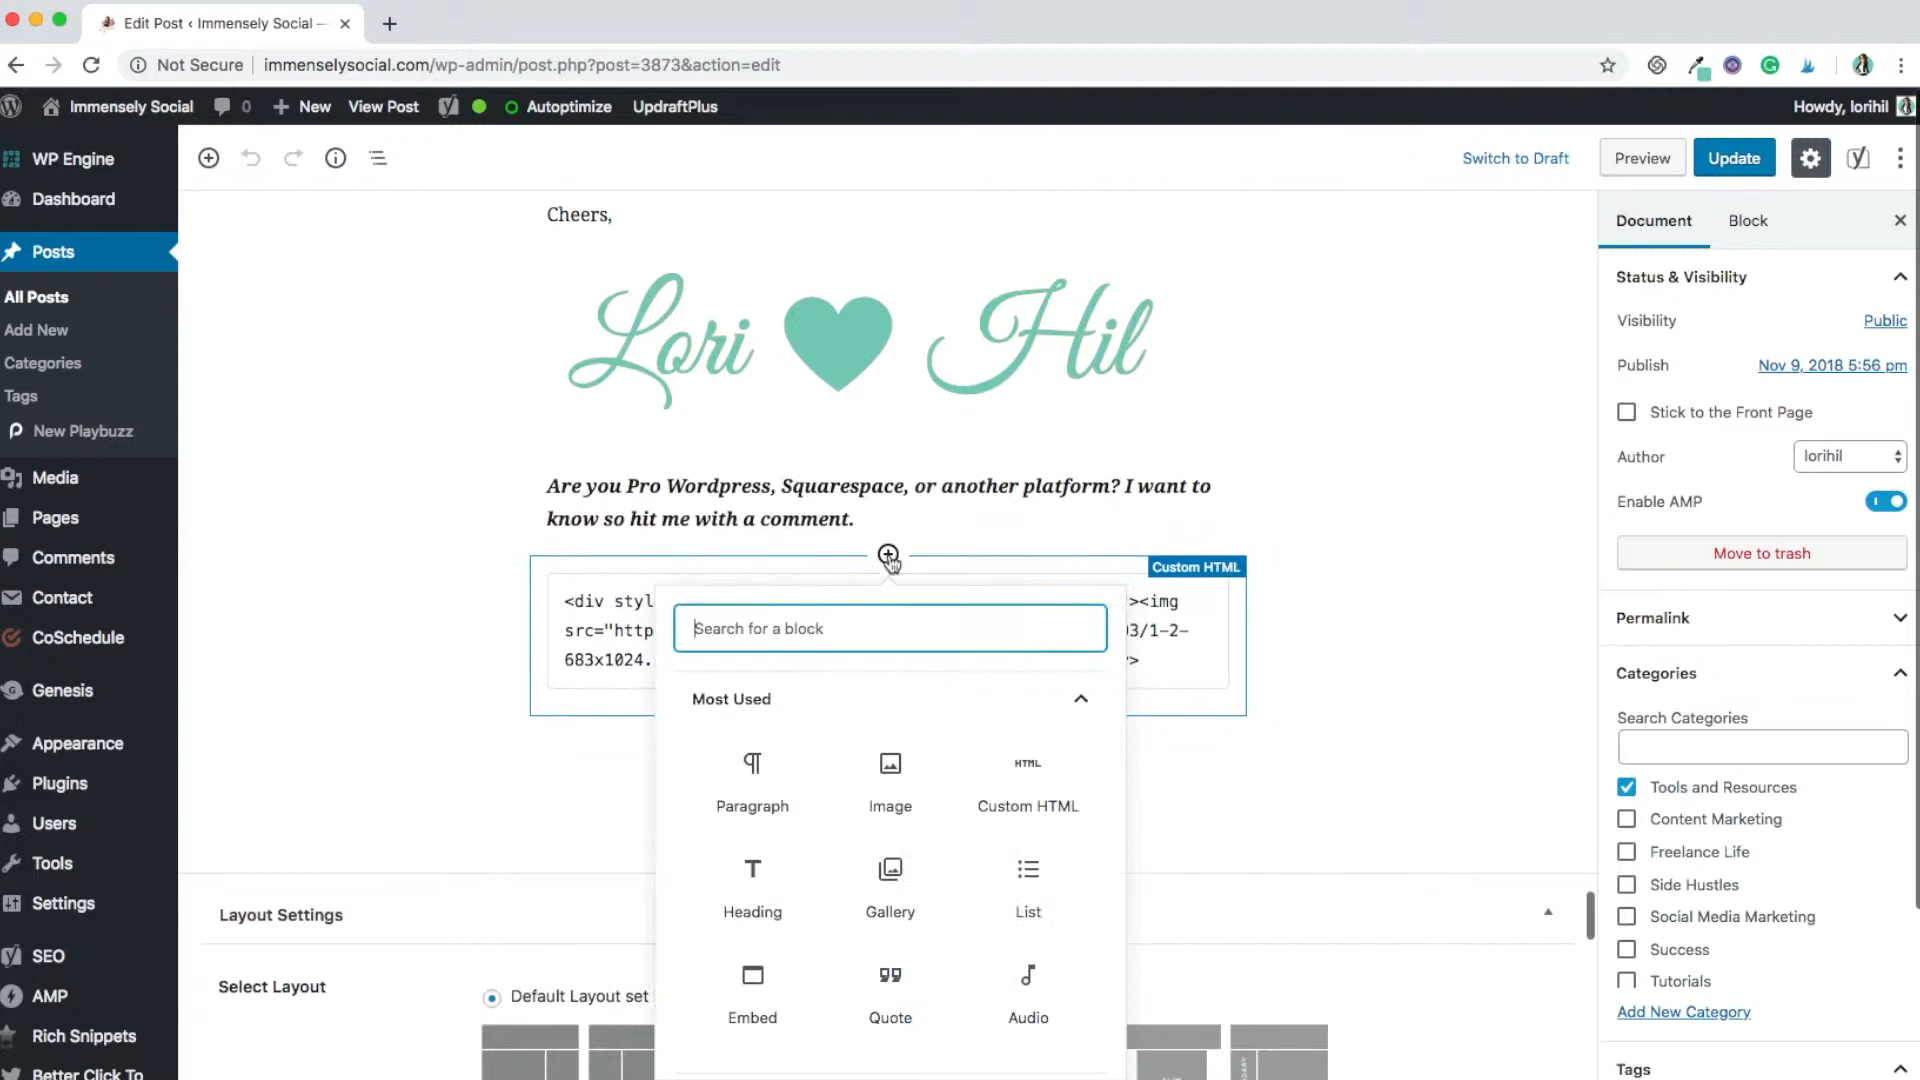 Edit Post ‹ Immensely Social —
Not Secure immenselysocial.com/wp-admin/post.php?post=3873&action=edit
Immensely Social 0 New View Post Autoptimize UpdraftPlus Howdy, lorihil
WP Engine
Dashboard
Posts
All Posts
Add New
Categories
Tags
New Playbuzz
Media
Pages
Comments
Contact
CoSchedule
Genesis
Appearance
Plugins
Users
Tools
Settings
SEO
AMP
Rich Snippets
Better Click To
Switch to Draft Preview Update
Cheers,
Lori Hil
Are you Pro Wordpress, Squarespace, or another platform? I want to
know so hit me with a comment.
Custom HTML
<div styl "><img
src="http 03/1-2-
683x1024. >
Search for a block
Most Used
Paragraph Image HTML Custom HTML
Heading Gallery List
Embed Quote Audio
Layout Settings
Select Layout
Default Layout set
Document Block
Status & Visibility
Visibility Public
Publish Nov 9, 2018 5:56 pm
Stick to the Front Page
Author lorihil
Enable AMP
Move to trash
Permalink
Categories
Search Categories
Tools and Resources
Content Marketing
Freelance Life
Side Hustles
Social Media Marketing
Success
Tutorials
Add New Category
Tags